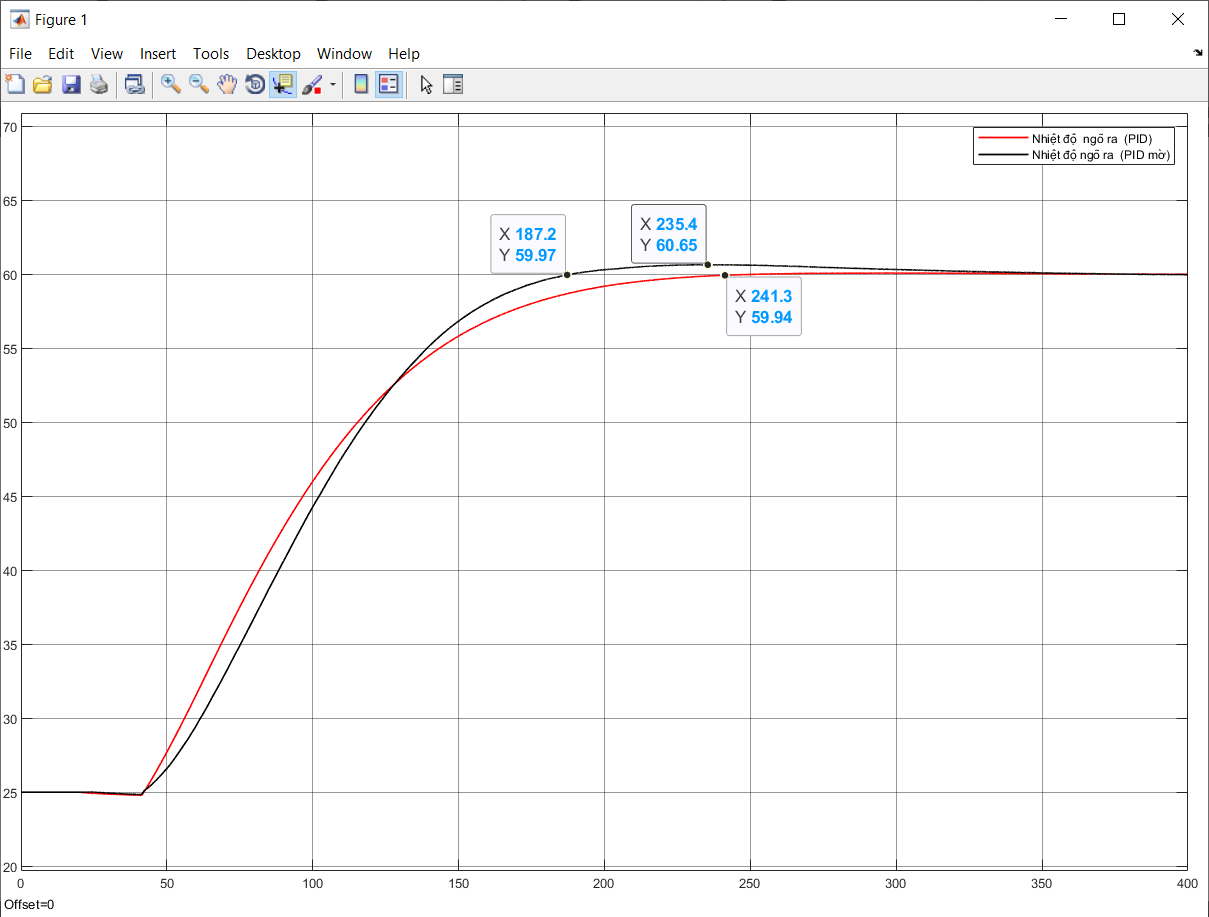 Figure 1
File Edit View Insert Tools Desktop Window Help
70
65
60
55
50
45
40
35
30
25
20
Nhiệt độ ngõ ra (PID)
Nhiệt độ ngõ ra (PID mờ)
X 187.2
Y 59.97
X 235.4
Y 60.65
X 241.3
Y 59.94
0 50 100 150 200 250 300 350 400
Offset=0